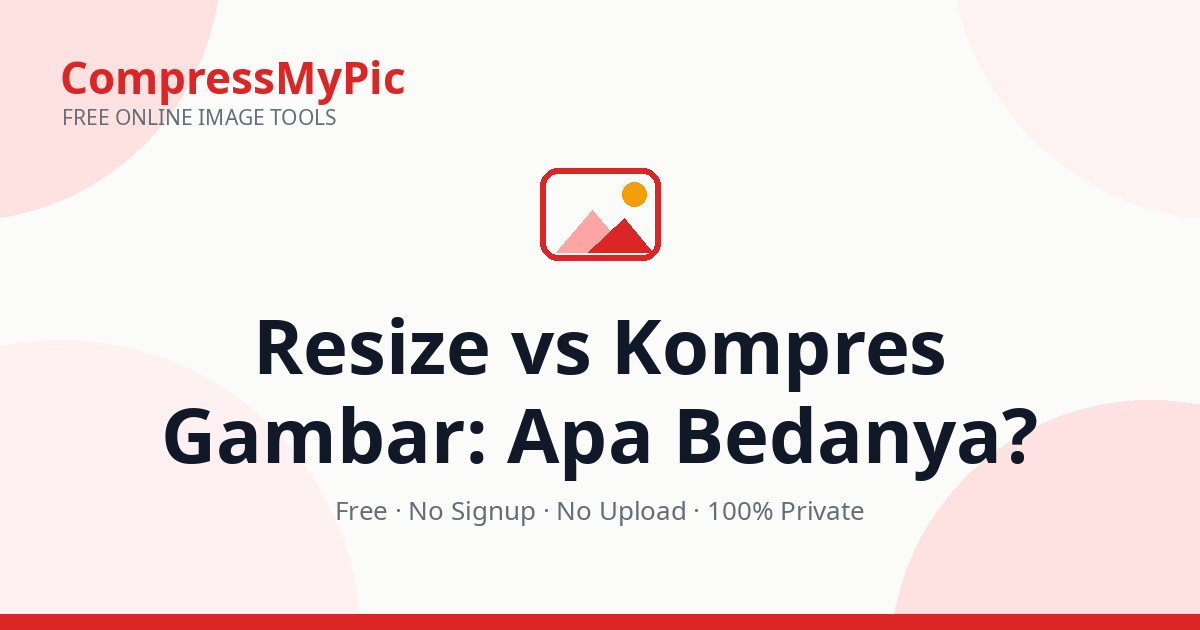 CompressMyPic
FREE ONLINE IMAGE TOOLS
Resize vs Kompres
Gambar: Apa Bedanya?
Free · No Signup · No Upload · 100% Private